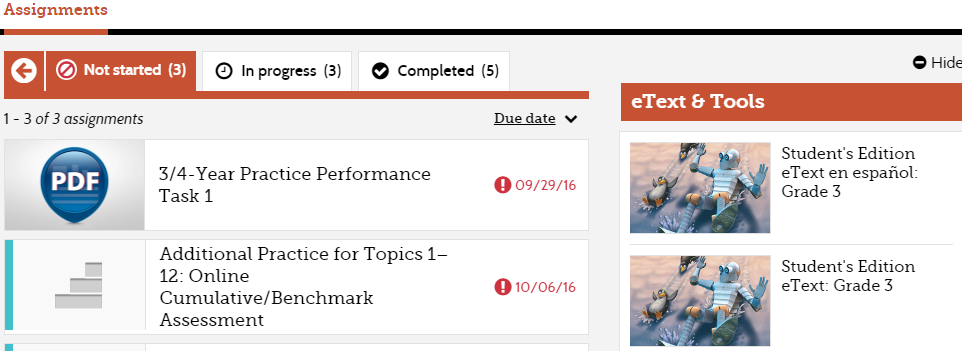 Assignments
Not started (3)
In progress (3)
Completed (5)
Hide
1 - 3 of 3 assignments
Due date
PDF
3/4-Year Practice Performance
Task 1
09/29/16
Additional Practice for Topics 1–
12: Online
Cumulative/Benchmark
Assessment
10/06/16
eText & Tools
Student's Edition
eText en español:
Grade 3
Student's Edition
eText: Grade 3